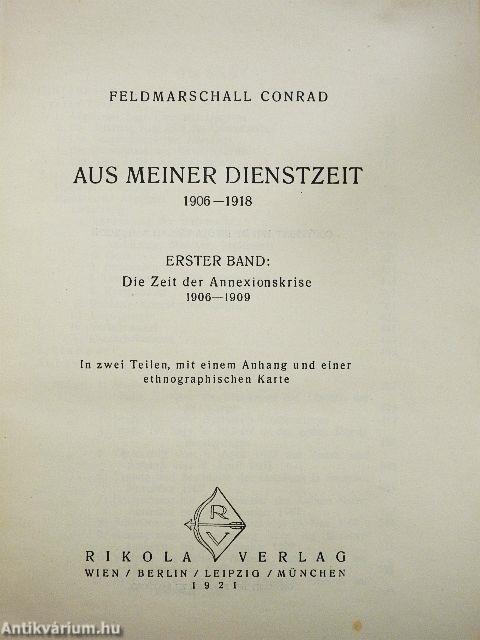 FELDMARSCHALL CONRAD
AUS MEINER DIENSTZEIT
1906—1918
ERSTER BAND:
Die Zeit der Annexionskrise
1906—1909
In zwei Teilen, mit einem Anhang und einer
ethnographischen Karte
R
V
RIKOLA VERLAG
WIEN / BERLIN / LEIPZIG / MÜNCHEN
1921
Antikvárium.hu